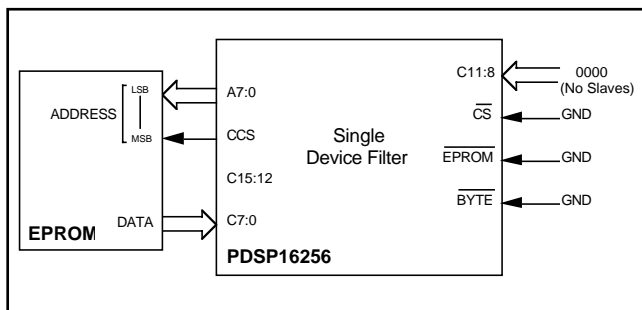 LSB
ADDRESS
MSB
DATA
EPROM
A7:0
CCS
C15:12
C7:0
Single
Device Filter
PDSP16256
C11:8
CS
EPROM
BYTE
0000
(No Slaves)
GND
GND
GND